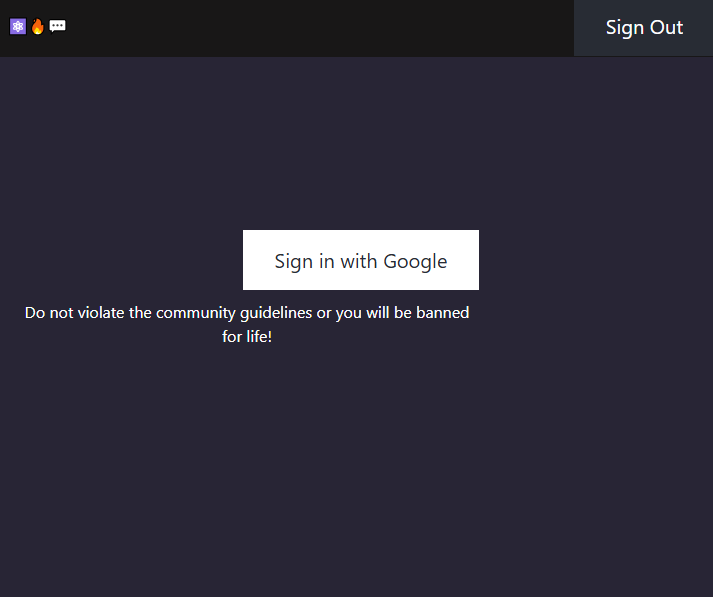 ⚛️🔥💬
Sign Out
Sign in with Google
Do not violate the community guidelines or you will be banned
for life!